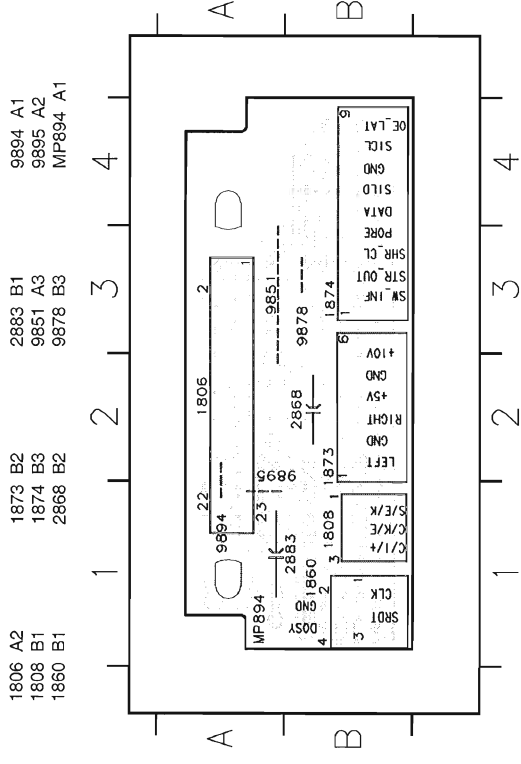 1806 A2
1808 B1
1860 B1
1873 B2
1874 B3
2868 B2
2883 B1
9851 A3
9878 B3
9894 A1
9895 A2
MP894 A1
1
2
3
4
A
A
B
B
1
2
3
4
1806
22
2
23
1
9894
9895
9851
9878
2883
2868
MP894
1860
DOSY
GND
4
2
3
1
SRDT
CLK
1808
3
1
C/I/+
C/K/E
S/E/K
1873
1
6
LEFT
GND
RIGHT
+5V
GND
+10V
1874
1
9
SW_INF
STR_OUT
SHR_CL
PORE
DATA
SILD
GND
SICL
OE_LAT